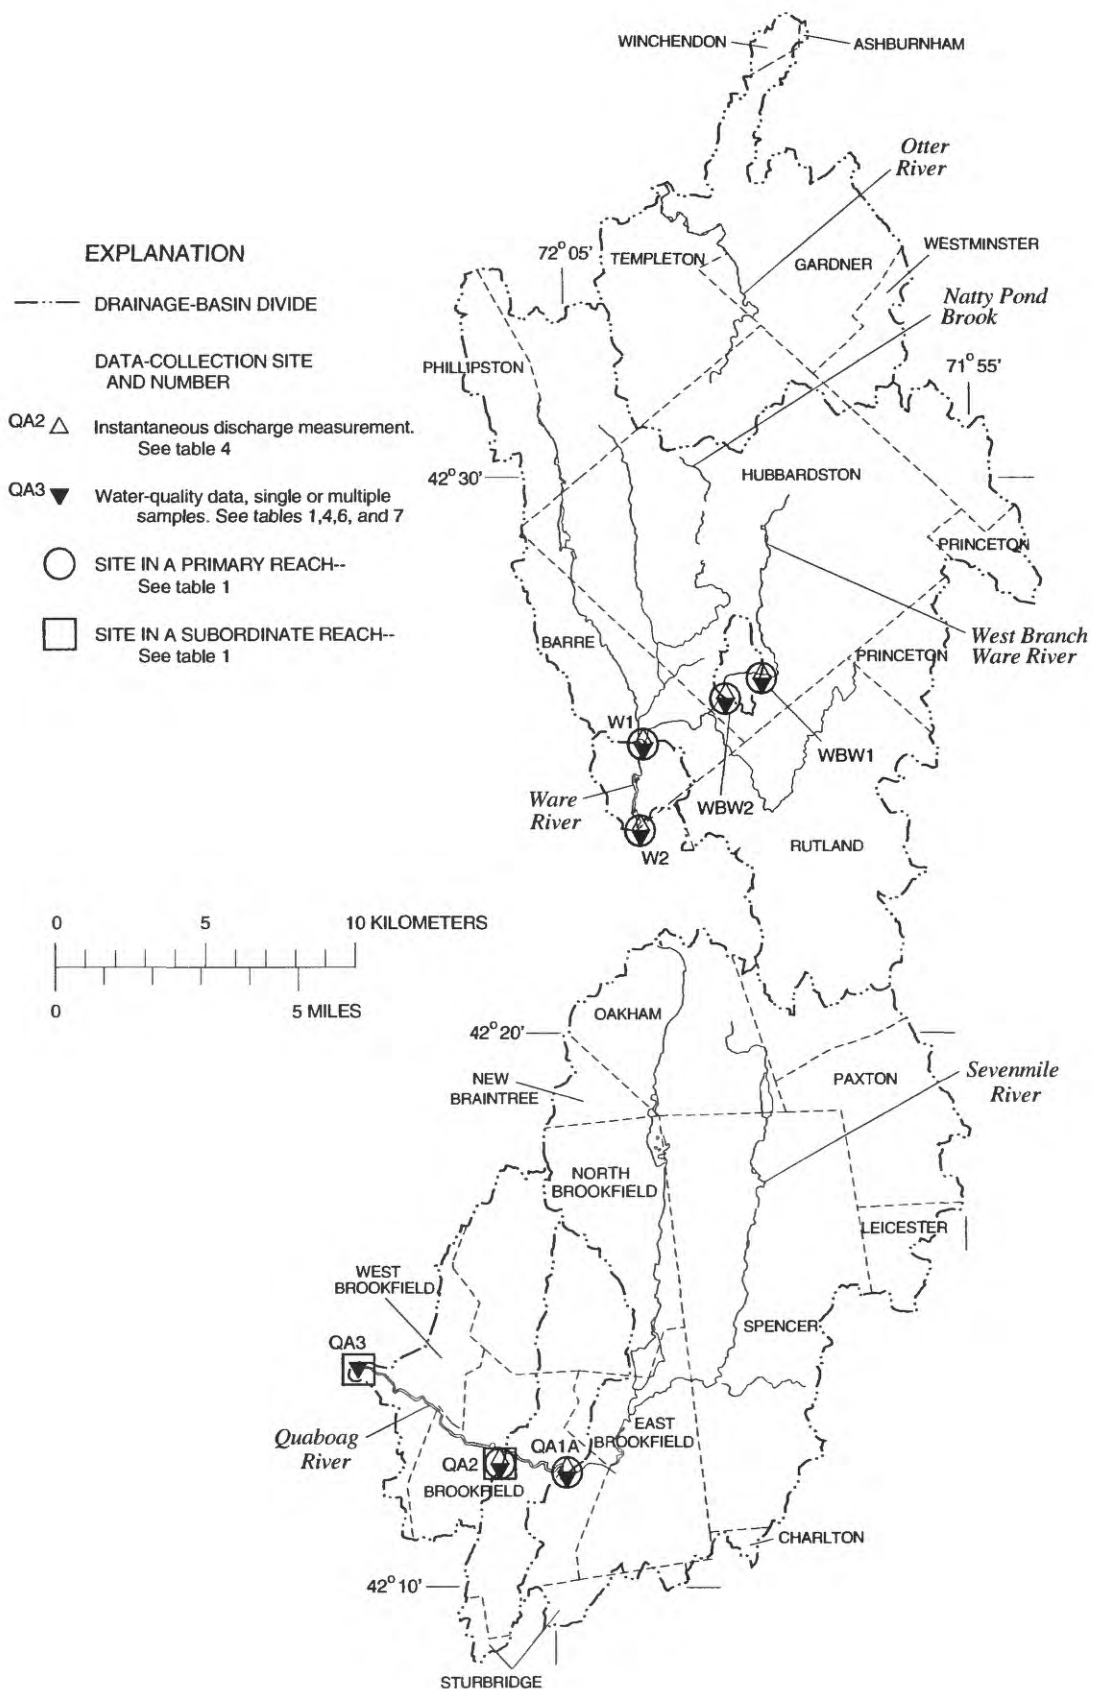 WINCHENDON
ASHBURNHAM
Otter
River
EXPLANATION
72° 05'
TEMPLETON
GARDNER
WESTMINSTER
DRAINAGE-BASIN DIVIDE
Natty Pond
Brook
DATA-COLLECTION SITE
AND NUMBER
PHILLIPSTON
71° 55'
QA2
Instantaneous discharge measurement.
See table 4
42° 30'
HUBBARDSTON
QA3
Water-quality data, single or multiple
samples. See tables 1,4,6, and 7
PRINCETON
SITE IN A PRIMARY REACH--
See table 1
SITE IN A SUBORDINATE REACH--
See table 1
BARRE
PRINCETON
West Branch
Ware River
W1
WBW1
WBW2
Ware
River
W2
RUTLAND
0 5 10 KILOMETERS
0 5 MILES
OAKHAM
42° 20'
NEW
BRAINTREE
PAXTON
Sevenmile
River
NORTH
BROOKFIELD
LEICESTER
WEST
BROOKFIELD
SPENCER
QA3
Quaboag
River
EAST
BROOKFIELD
QA1A
QA2
BROOKFIELD
CHARLTON
42° 10'
STURBRIDGE